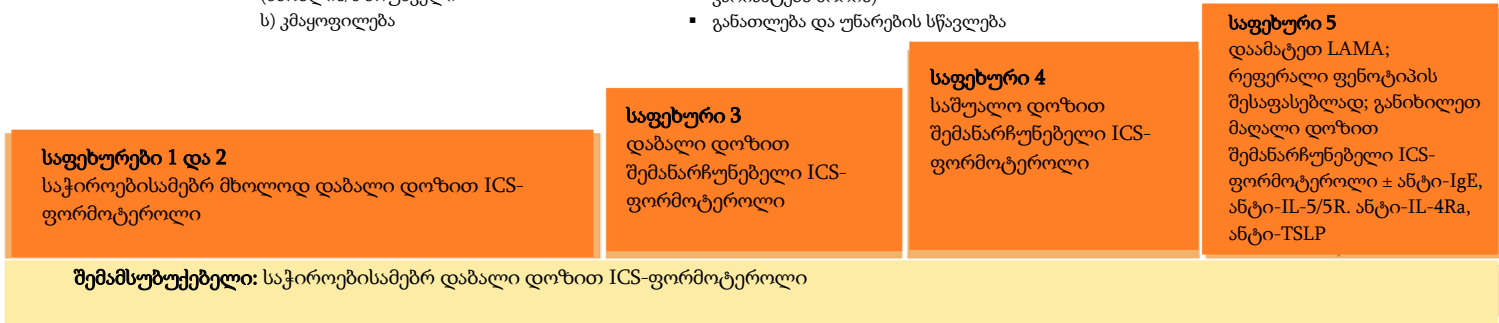 ს) კმაყოფილება
▪ განათლება და უნარების სწავლება
საფეხურები 1 და 2
საჭიროებისამებრ მხოლოდ დაბალი დოზით ICS-
ფორმოტეროლი
საფეხური 3
დაბალი დოზით
შემანარჩუნებელი ICS-
ფორმოტეროლი
საფეხური 4
საშუალო დოზით
შემანარჩუნებელი ICS-
ფორმოტეროლი
საფეხური 5
დაამატეთ LAMA;
რეფერალი ფენოტიპის
შესაფასებლად; განიხილეთ
მაღალი დოზით
შემანარჩუნებელი ICS-
ფორმოტეროლი ± ანტი-IgE,
ანტი-IL-5/5R. ანტი-IL-4Ra,
ანტი-TSLP
შემამსუბუქებელი: საჭიროებისამებრ დაბალი დოზით ICS-ფორმოტეროლი